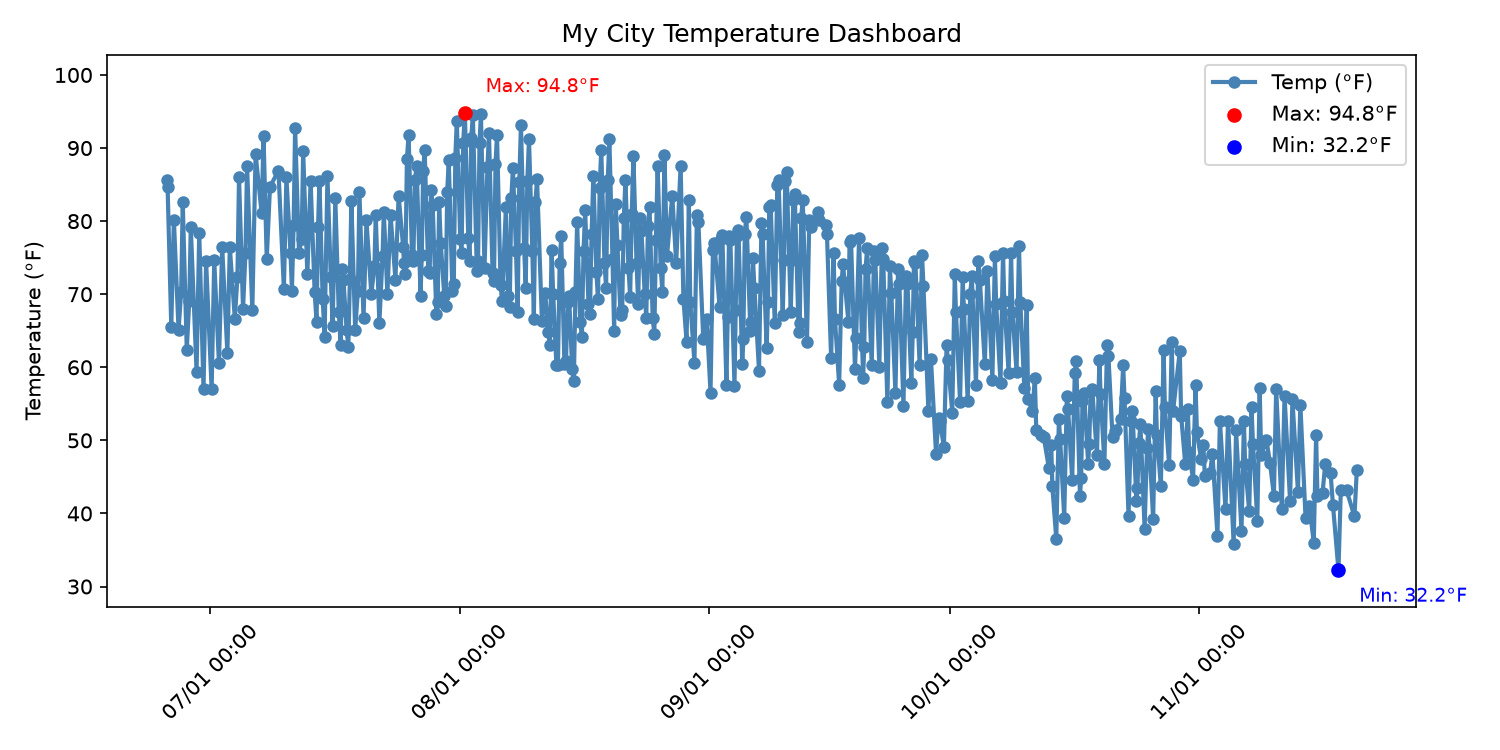 My City Temperature Dashboard
Max: 94.8°F
Temp (°F)
Max: 94.8°F
Min: 32.2°F
Temperature (°F)
100
90
80
70
60
50
40
30
Min: 32.2°F
07/01 00:00
08/01 00:00
09/01 00:00
10/01 00:00
11/01 00:00